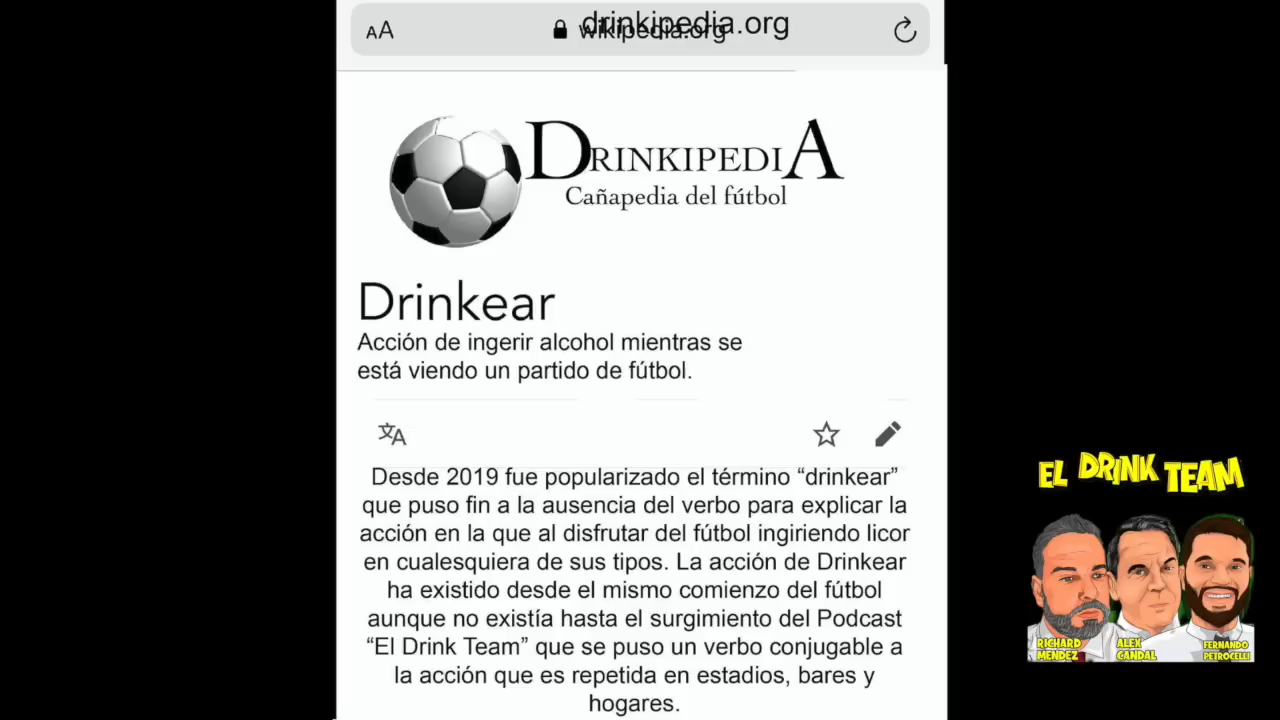 AA
drinkipedia.org
wikipedia.org
DRINKIPEDIA
Cañapedia del fútbol
Drinkear
Acción de ingerir alcohol mientras se
está viendo un partido de fútbol.
文A
Desde 2019 fue popularizado el término “drinkear”
que puso fin a la ausencia del verbo para explicar la
acción en la que al disfrutar del fútbol ingiriendo licor
en cualesquiera de sus tipos. La acción de Drinkear
ha existido desde el mismo comienzo del fútbol
aunque no existía hasta el surgimiento del Podcast
“El Drink Team” que se puso un verbo conjugable a
la acción que es repetida en estadios, bares y
hogares.
EL DRINK TEAM
RICHARD
MENDEZ
ALEX
CANDAL
FERNANDO
PETROCELLI